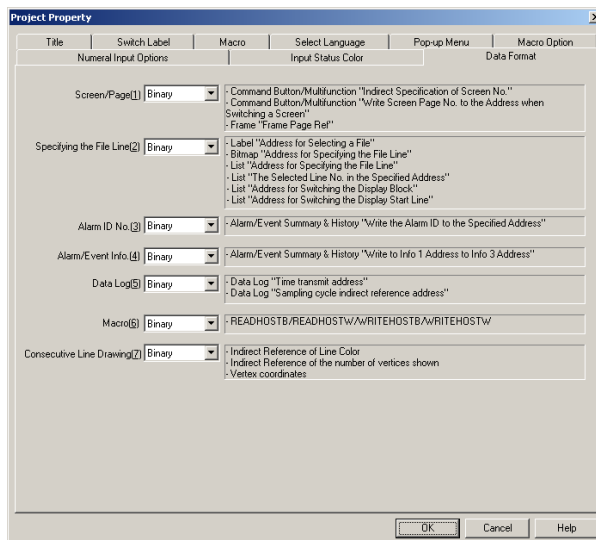 Project Property
Title Switch Label Macro Select Language Pop-up Menu Macro Option
Numeral Input Options Input Status Color Data Format
Screen/Page(1) Binary
- Command Button/Multifunction "Indirect Specification of Screen No."
- Command Button/Multifunction "Write Screen Page No. to the Address when
Switching a Screen"
- Frame "Frame Page Ref"
Specifying the File Line(2) Binary
- Label "Address for Selecting a File"
- Bitmap "Address for Specifying the File Line"
- List "Address for Specifying the File Line"
- List "The Selected Line No. in the Specified Address"
- List "Address for Switching the Display Block"
- List "Address for Switching the Display Start Line"
Alarm ID No.(3) Binary
- Alarm/Event Summary & History "Write the Alarm ID to the Specified Address"
Alarm/Event Info.(4) Binary
- Alarm/Event Summary & History "Write to Info 1 Address to Info 3 Address"
Data Log(5) Binary
- Data Log "Time transmit address"
- Data Log "Sampling cycle indirect reference address"
Macro(6) Binary
- READHOSTB/READHOSTW/WRITEHOSTB/WRITEHOSTW
Consecutive Line Drawing(7) Binary
- Indirect Reference of Line Color
- Indirect Reference of the number of vertices shown
- Vertex coordinates
OK Cancel Help